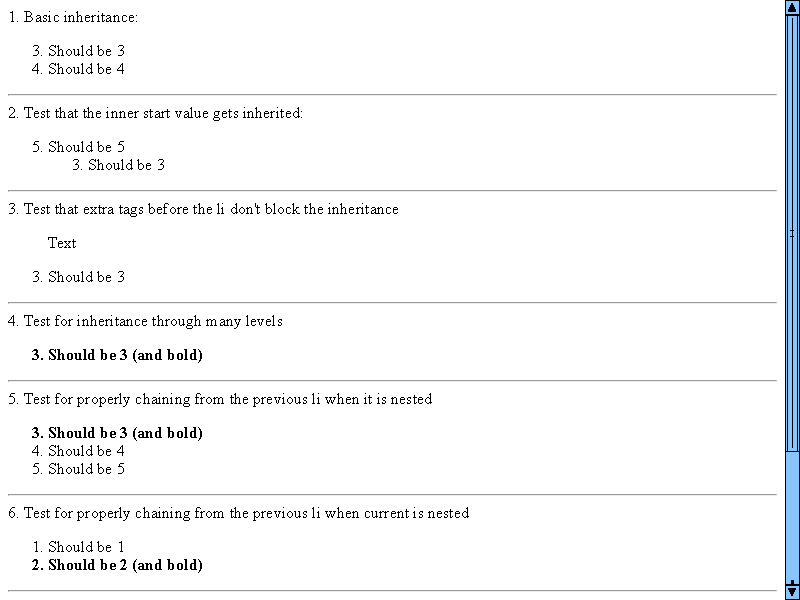 1. Basic inheritance:
3. Should be 3
4. Should be 4
2. Test that the inner start value gets inherited:
5. Should be 5
3. Should be 3
3. Test that extra tags before the li don't block the inheritance
Text
3. Should be 3
4. Test for inheritance through many levels
3. Should be 3 (and bold)
5. Test for properly chaining from the previous li when it is nested
3. Should be 3 (and bold)
4. Should be 4
5. Should be 5
6. Test for properly chaining from the previous li when current is nested
1. Should be 1
2. Should be 2 (and bold)